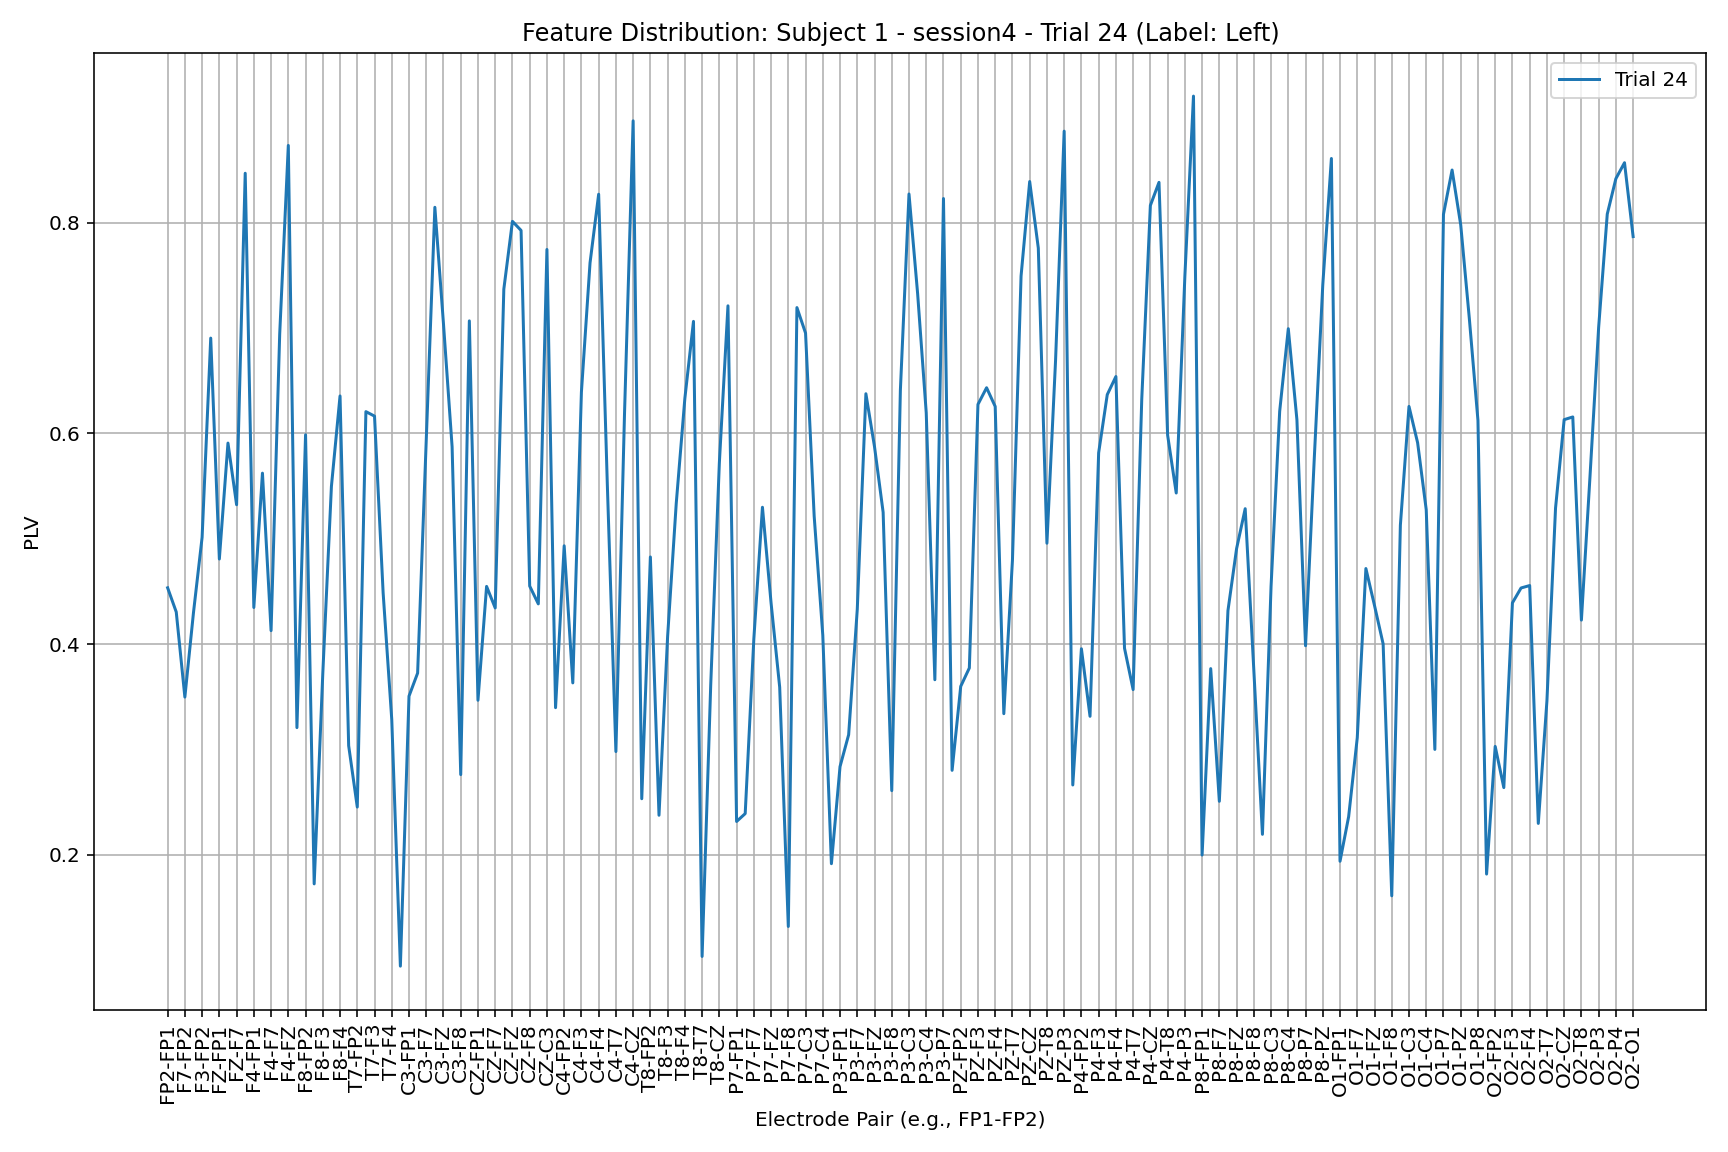 Feature Distribution: Subject 1 - session4 - Trial 24 (Label: Left)
Trial 24
PLV
0.8
0.6
0.4
0.2
FP2-FP1
F7-FP2
F3-FP2
FZ-FP1
FZ-F7
F4-FP1
F4-F7
F4-FZ
F8-FP2
F8-F3
F8-F4
T7-FP2
T7-F3
T7-F4
C3-FP1
C3-F7
C3-FZ
C3-F8
CZ-FP1
CZ-F7
CZ-FZ
CZ-F8
CZ-C3
C4-FP2
C4-F3
C4-F4
C4-T7
C4-CZ
T8-FP2
T8-F3
T8-F4
T8-T7
T8-CZ
P7-FP1
P7-F7
P7-FZ
P7-F8
P7-C3
P7-C4
P3-FP1
P3-F7
P3-FZ
P3-F8
P3-C3
P3-C4
P3-P7
PZ-FP2
PZ-F3
PZ-F4
PZ-T7
PZ-CZ
PZ-T8
PZ-P3
P4-FP2
P4-F3
P4-F4
P4-T7
P4-CZ
P4-T8
P4-P3
P8-FP1
P8-F7
P8-FZ
P8-F8
P8-C3
P8-C4
P8-P7
P8-PZ
O1-FP1
O1-F7
O1-FZ
O1-F8
O1-C3
O1-C4
O1-P7
O1-PZ
O1-P8
O2-FP2
O2-F3
O2-F4
O2-T7
O2-CZ
O2-T8
O2-P3
O2-P4
O2-O1
Electrode Pair (e.g., FP1-FP2)